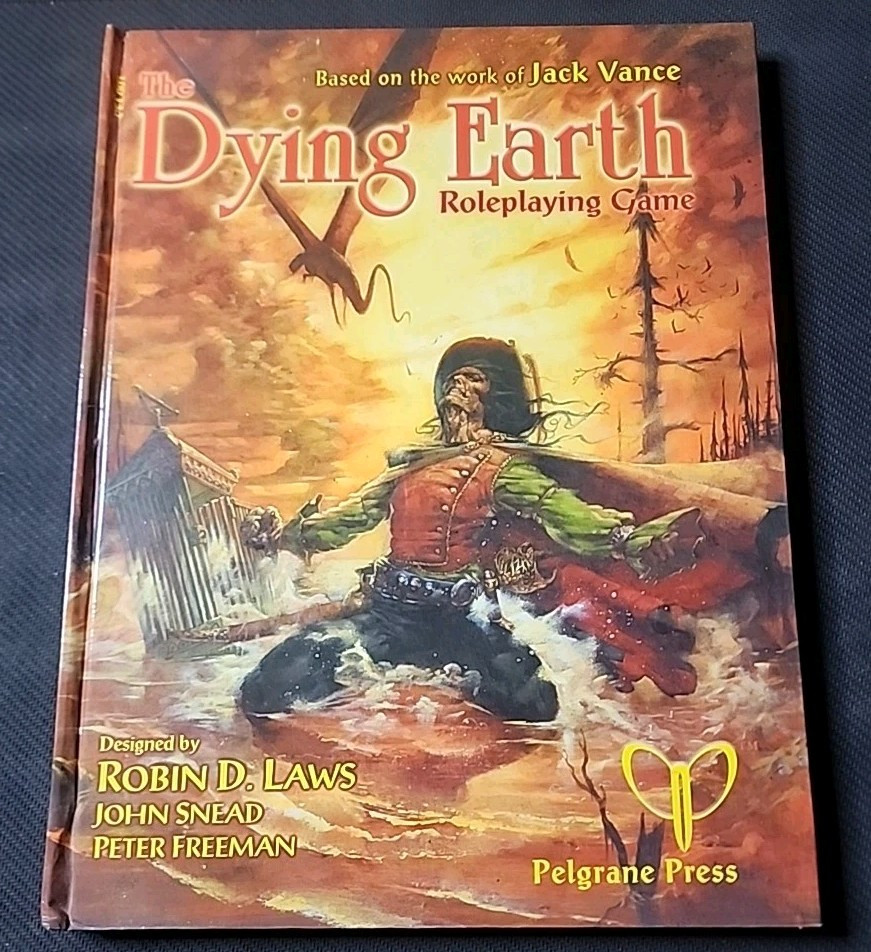 Based on the work of Jack Vance
The
Dying Earth
Roleplaying Game
Designed by
ROBIN D. LAWS
JOHN SNEAD
PETER FREEMAN
Pelgrane Press